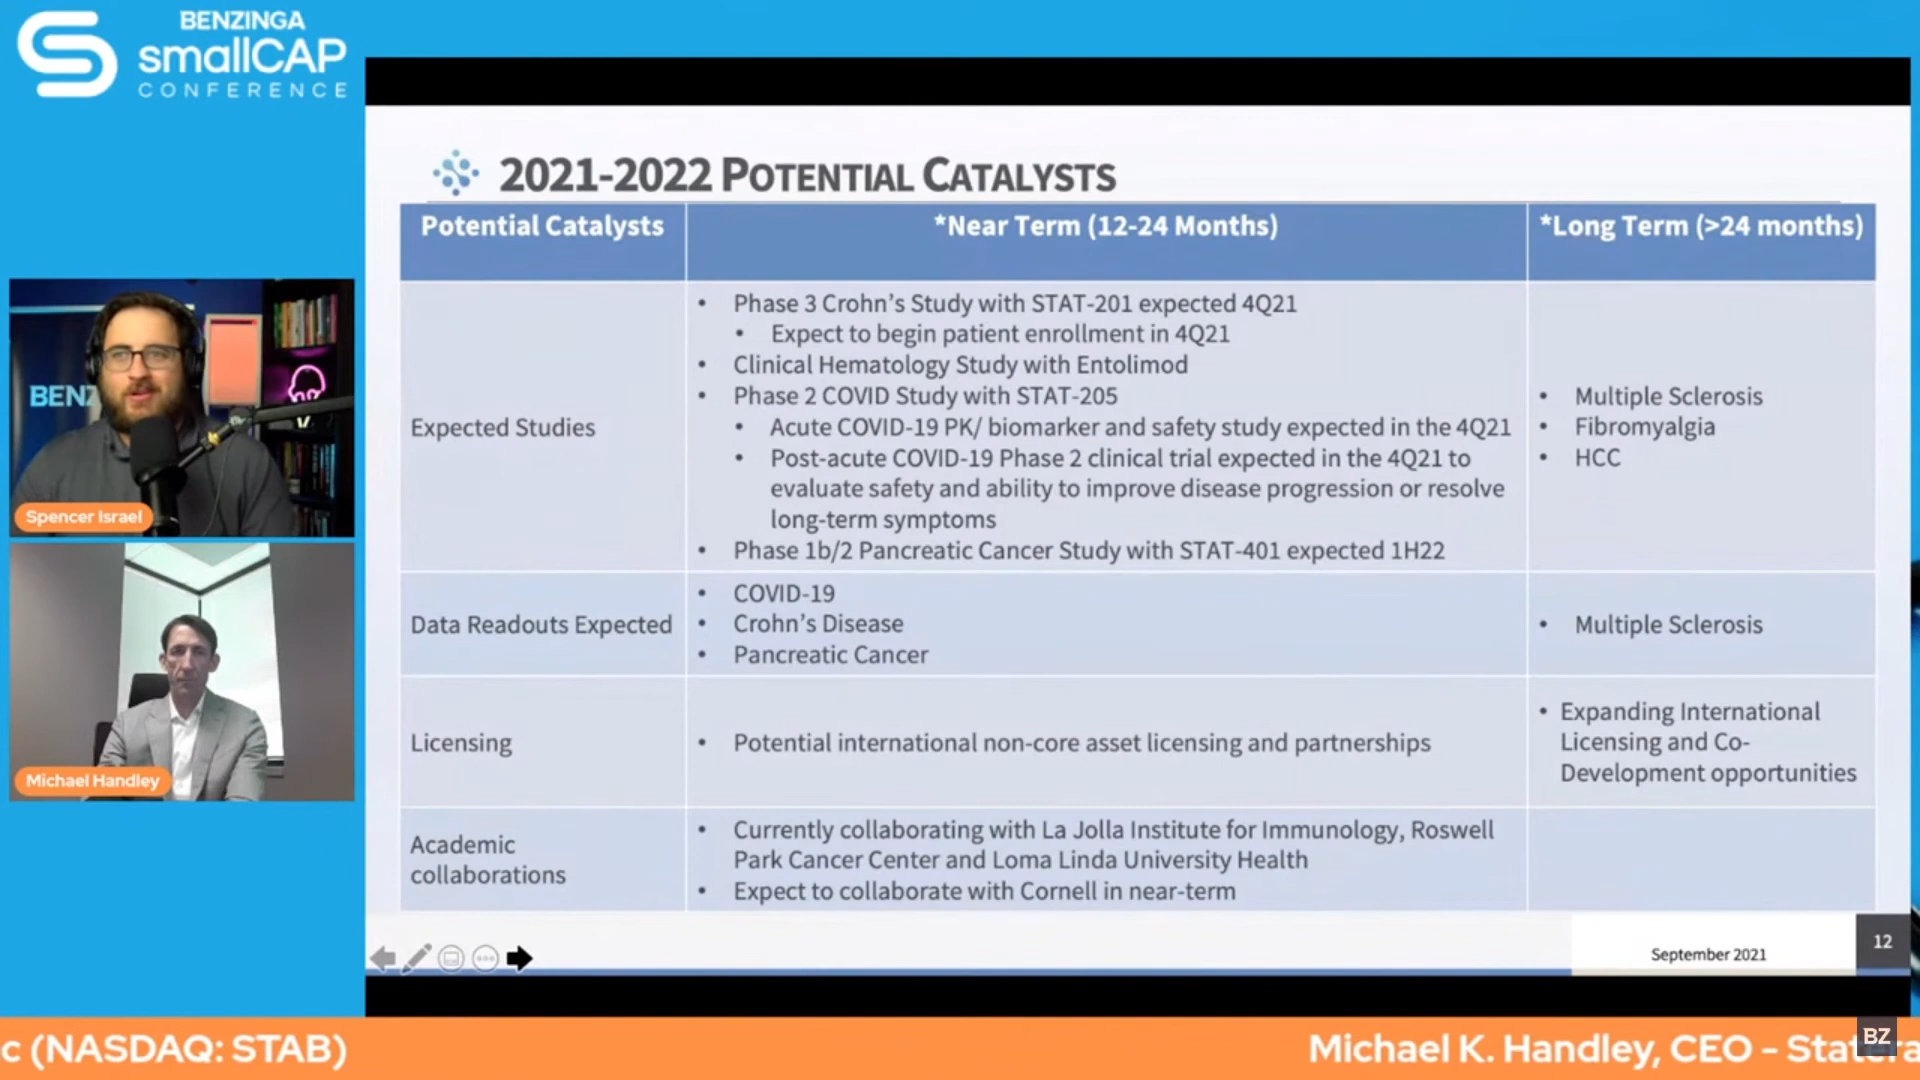 BENZINGA
smallCAP
CONFERENCE
2021-2022 POTENTIAL CATALYSTS
Potential Catalysts
*Near Term (12-24 Months)
*Long Term (>24 months)
Expected Studies
• Phase 3 Crohn's Study with STAT-201 expected 4Q21
• Expect to begin patient enrollment in 4Q21
• Clinical Hematology Study with Entolimod
• Phase 2 COVID Study with STAT-205
• Acute COVID-19 PK/ biomarker and safety study expected in the 4Q21
• Post-acute COVID-19 Phase 2 clinical trial expected in the 4Q21 to
evaluate safety and ability to improve disease progression or resolve
long-term symptoms
• Phase 1b/2 Pancreatic Cancer Study with STAT-401 expected 1H22
• Multiple Sclerosis
• Fibromyalgia
• HCC
Data Readouts Expected
• COVID-19
• Crohn's Disease
• Pancreatic Cancer
• Multiple Sclerosis
Licensing
• Potential international non-core asset licensing and partnerships
• Expanding International
Licensing and Co-
Development opportunities
Academic
collaborations
• Currently collaborating with La Jolla Institute for Immunology, Roswell
Park Cancer Center and Loma Linda University Health
• Expect to collaborate with Cornell in near-term
September 2021
12
BENZ
Spencer Israel
Michael Handley
c (NASDAQ: STAB)
Michael K. Handley, CEO - Stat
BZ